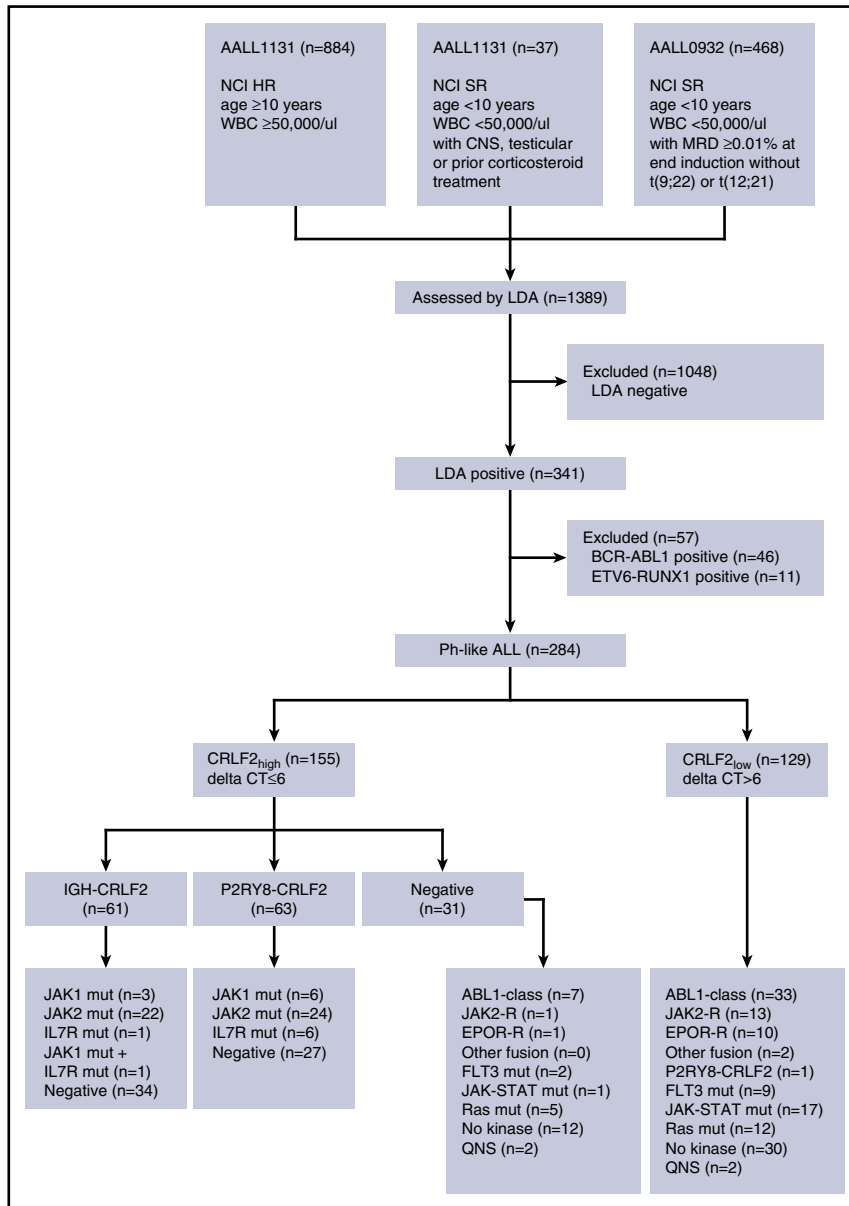 AALL1131 (n=884)
NCI HR
age ≥10 years
WBC ≥50,000/ul
AALL1131 (n=37)
NCI SR
age <10 years
WBC <50,000/ul
with CNS, testicular
or prior corticosteroid
treatment
AALL0932 (n=468)
NCI SR
age <10 years
WBC <50,000/ul
with MRD ≥0.01% at
end induction without
t(9;22) or t(12;21)
Assessed by LDA (n=1389)
Excluded (n=1048)
LDA negative
LDA positive (n=341)
Excluded (n=57)
BCR-ABL1 positive (n=46)
ETV6-RUNX1 positive (n=11)
Ph-like ALL (n=284)
CRLF2high (n=155)
delta CT≤6
CRLF2low (n=129)
delta CT>6
IGH-CRLF2
(n=61)
P2RY8-CRLF2
(n=63)
Negative
(n=31)
JAK1 mut (n=3)
JAK2 mut (n=22)
IL7R mut (n=1)
JAK1 mut +
IL7R mut (n=1)
Negative (n=34)
JAK1 mut (n=6)
JAK2 mut (n=24)
IL7R mut (n=6)
Negative (n=27)
ABL1-class (n=7)
JAK2-R (n=1)
EPOR-R (n=1)
Other fusion (n=0)
FLT3 mut (n=2)
JAK-STAT mut (n=1)
Ras mut (n=5)
No kinase (n=12)
QNS (n=2)
ABL1-class (n=33)
JAK2-R (n=13)
EPOR-R (n=10)
Other fusion (n=2)
P2RY8-CRLF2 (n=1)
FLT3 mut (n=9)
JAK-STAT mut (n=17)
Ras mut (n=12)
No kinase (n=30)
QNS (n=2)